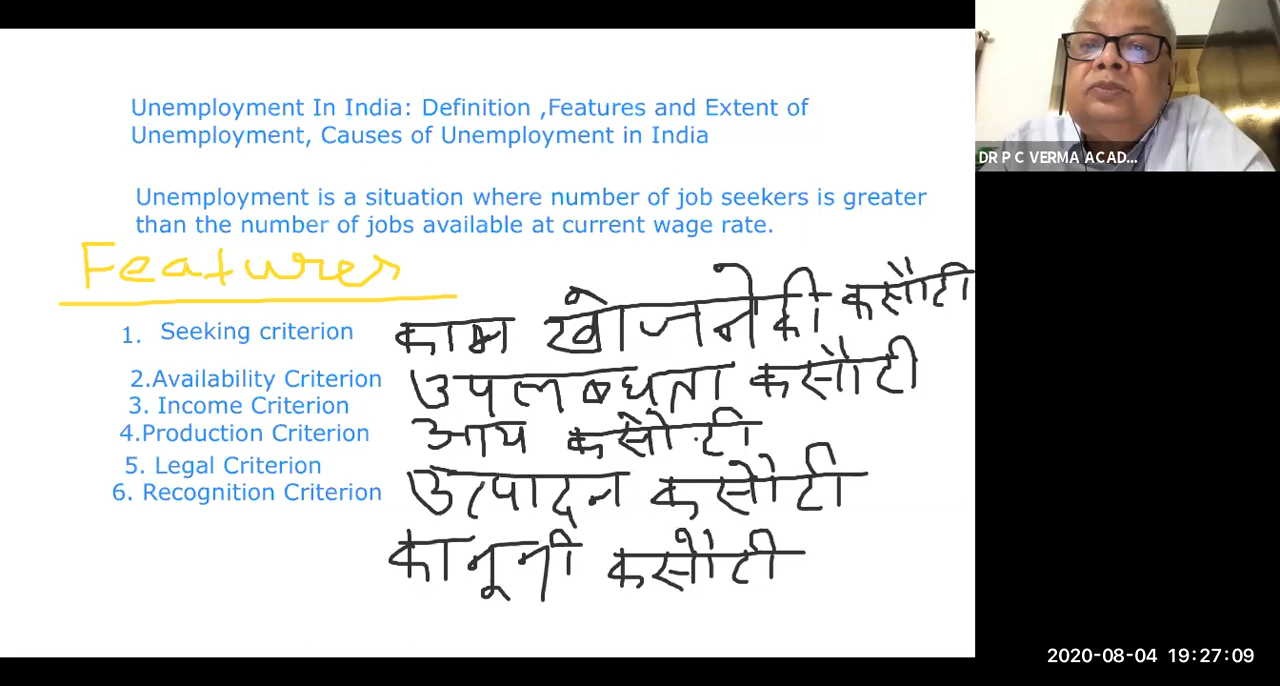 Unemployment In India: Definition ,Features and Extent of
Unemployment, Causes of Unemployment in India
Unemployment is a situation where number of job seekers is greater
than the number of jobs available at current wage rate.
Features
1. Seeking criterion
काम खोजने की कसौटी
2.Availability Criterion
उपलब्धता कसौटी
3. Income Criterion
आय कसौटी
4.Production Criterion
उत्पादन कसौटी
5. Legal Criterion
कानूनी कसौटी
6. Recognition Criterion
DR P C VERMA ACAD...
2020-08-04 19:27:09